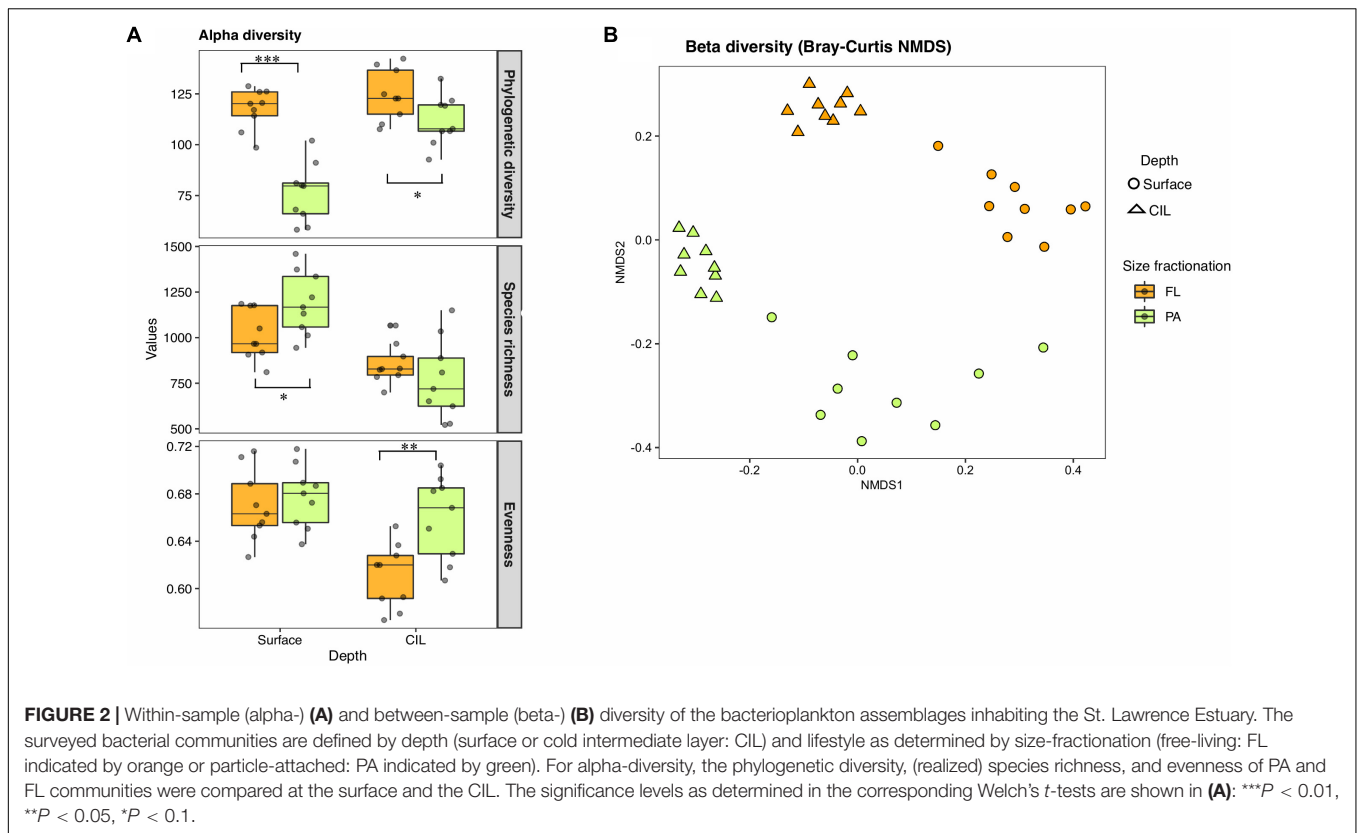 A
Alpha diversity
***
125
100
75
*
Phylogenetic diversity
1500
1250
1000
750
500
*
Species richness
Values
0.72
0.68
0.64
0.60
**
Evenness
Surface
CIL
Depth
B
Beta diversity (Bray-Curtis NMDS)
0.2
0.0
-0.2
-0.4
NMDS2
-0.2
0.0
0.2
0.4
NMDS1
Depth
Surface
CIL
Size fractionation
FL
PA
FIGURE 2 | Within-sample (alpha-) (A) and between-sample (beta-) (B) diversity of the bacterioplankton assemblages inhabiting the St. Lawrence Estuary. The
surveyed bacterial communities are defined by depth (surface or cold intermediate layer: CIL) and lifestyle as determined by size-fractionation (free-living: FL
indicated by orange or particle-attached: PA indicated by green). For alpha-diversity, the phylogenetic diversity, (realized) species richness, and evenness of PA and
FL communities were compared at the surface and the CIL. The significance levels as determined in the corresponding Welch's t-tests are shown in (A): ***P < 0.01,
**P < 0.05, *P < 0.1.